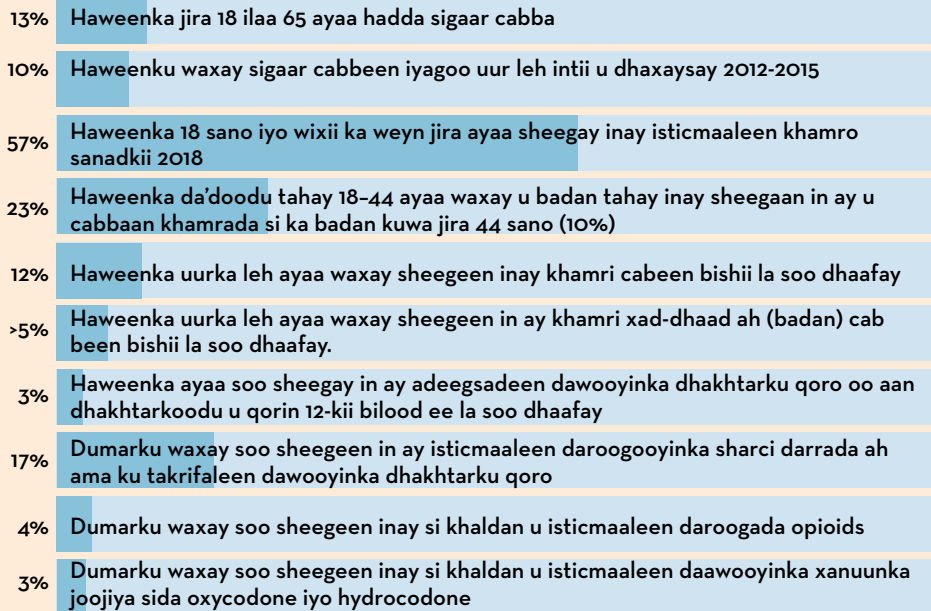 13% Haweenka jira 18 ilaa 65 ayaa hadda sigaar cabba
10% Haweenku waxay sigaar cabbeen iyagoo uur leh intii u dhaxaysay 2012-2015
57% Haweenka 18 sano iyo wixii ka weyn jira ayaa sheegay inay isticmaaleen khamro
sanadkii 2018
23% Haweenka da’doodu tahay 18–44 ayaa waxay u badan tahay inay sheegaan in ay u
cabbaan khamrada si ka badan kuwa jira 44 sano (10%)
12% Haweenka uurka leh ayaa waxay sheegeen inay khamri cabeen bishii la soo dhaafay
>5% Haweenka uurka leh ayaa waxay sheegeen in ay khamri xad-dhaad ah (badan) cab
been bishii la soo dhaafay.
3% Haweenka ayaa soo sheegay in ay adeegsadeen dawooyinka dhakhtarku qoro oo aan
dhakhtarkoodu u qorin 12-kii bilood ee la soo dhaafay
17% Dumarku waxay soo sheegeen in ay isticmaaleen daroogooyinka sharci darrada ah
ama ku takrifaleen dawooyinka dhakhtarku qoro
4% Dumarku waxay soo sheegeen inay si khaldan u isticmaaleen daroogada opioids
3% Dumarku waxay soo sheegeen inay si khaldan u isticmaaleen daawooyinka xanuunka
joojiya sida oxycodone iyo hydrocodone